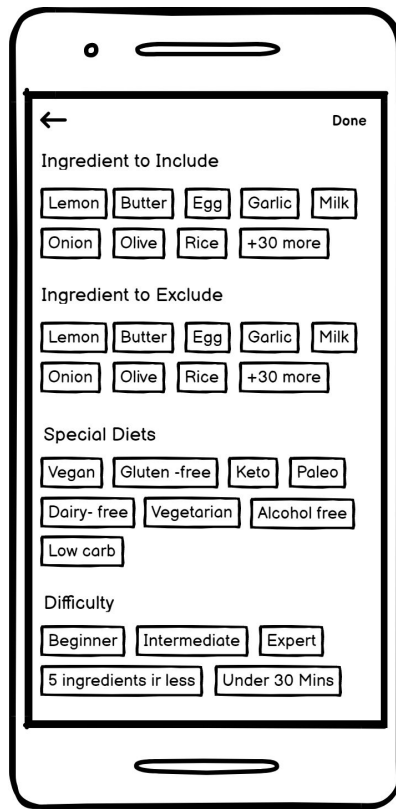 Done
Ingredient to Include
Lemon Butter Egg Garlic Milk
Onion Olive Rice +30 more
Ingredient to Exclude
Lemon Butter Egg Garlic Milk
Onion Olive Rice +30 more
Special Diets
Vegan Gluten -free Keto Paleo
Dairy- free Vegetarian Alcohol free
Low carb
Difficulty
Beginner Intermediate Expert
5 ingredients ir less Under 30 Mins